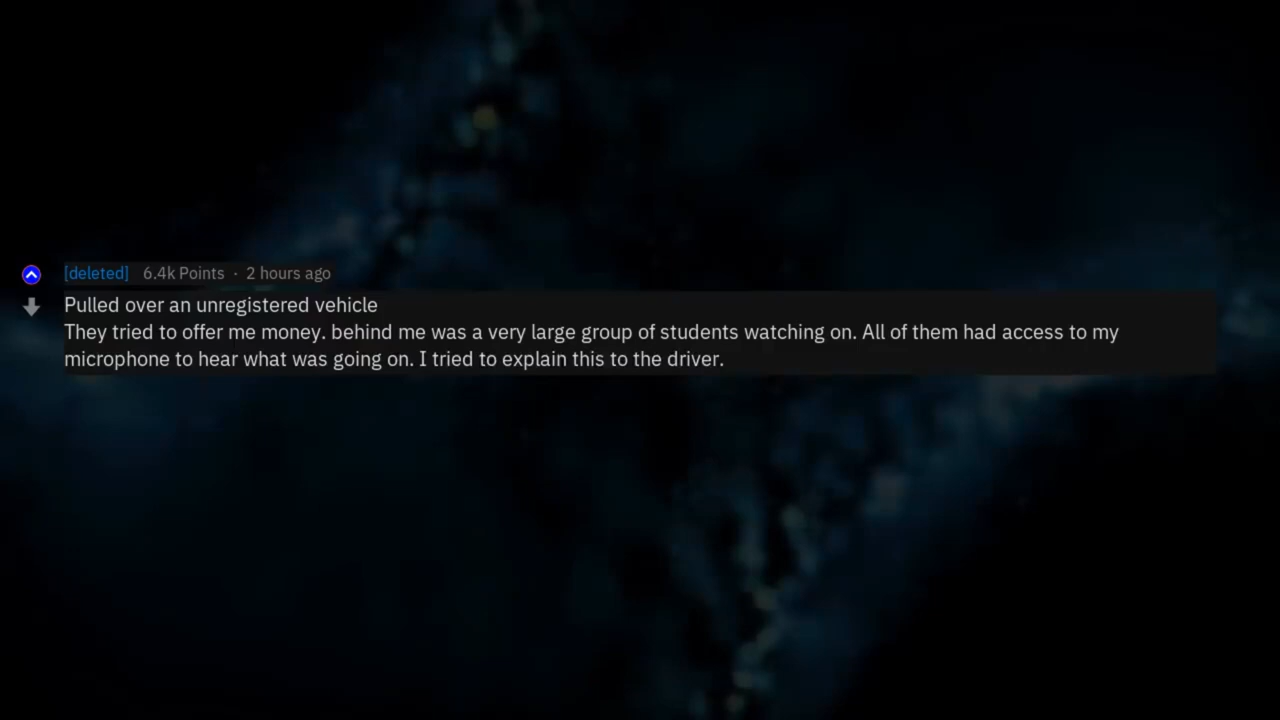 [deleted] 6.4k Points · 2 hours ago
Pulled over an unregistered vehicle
They tried to offer me money. behind me was a very large group of students watching on. All of them had access to my
microphone to hear what was going on. I tried to explain this to the driver.